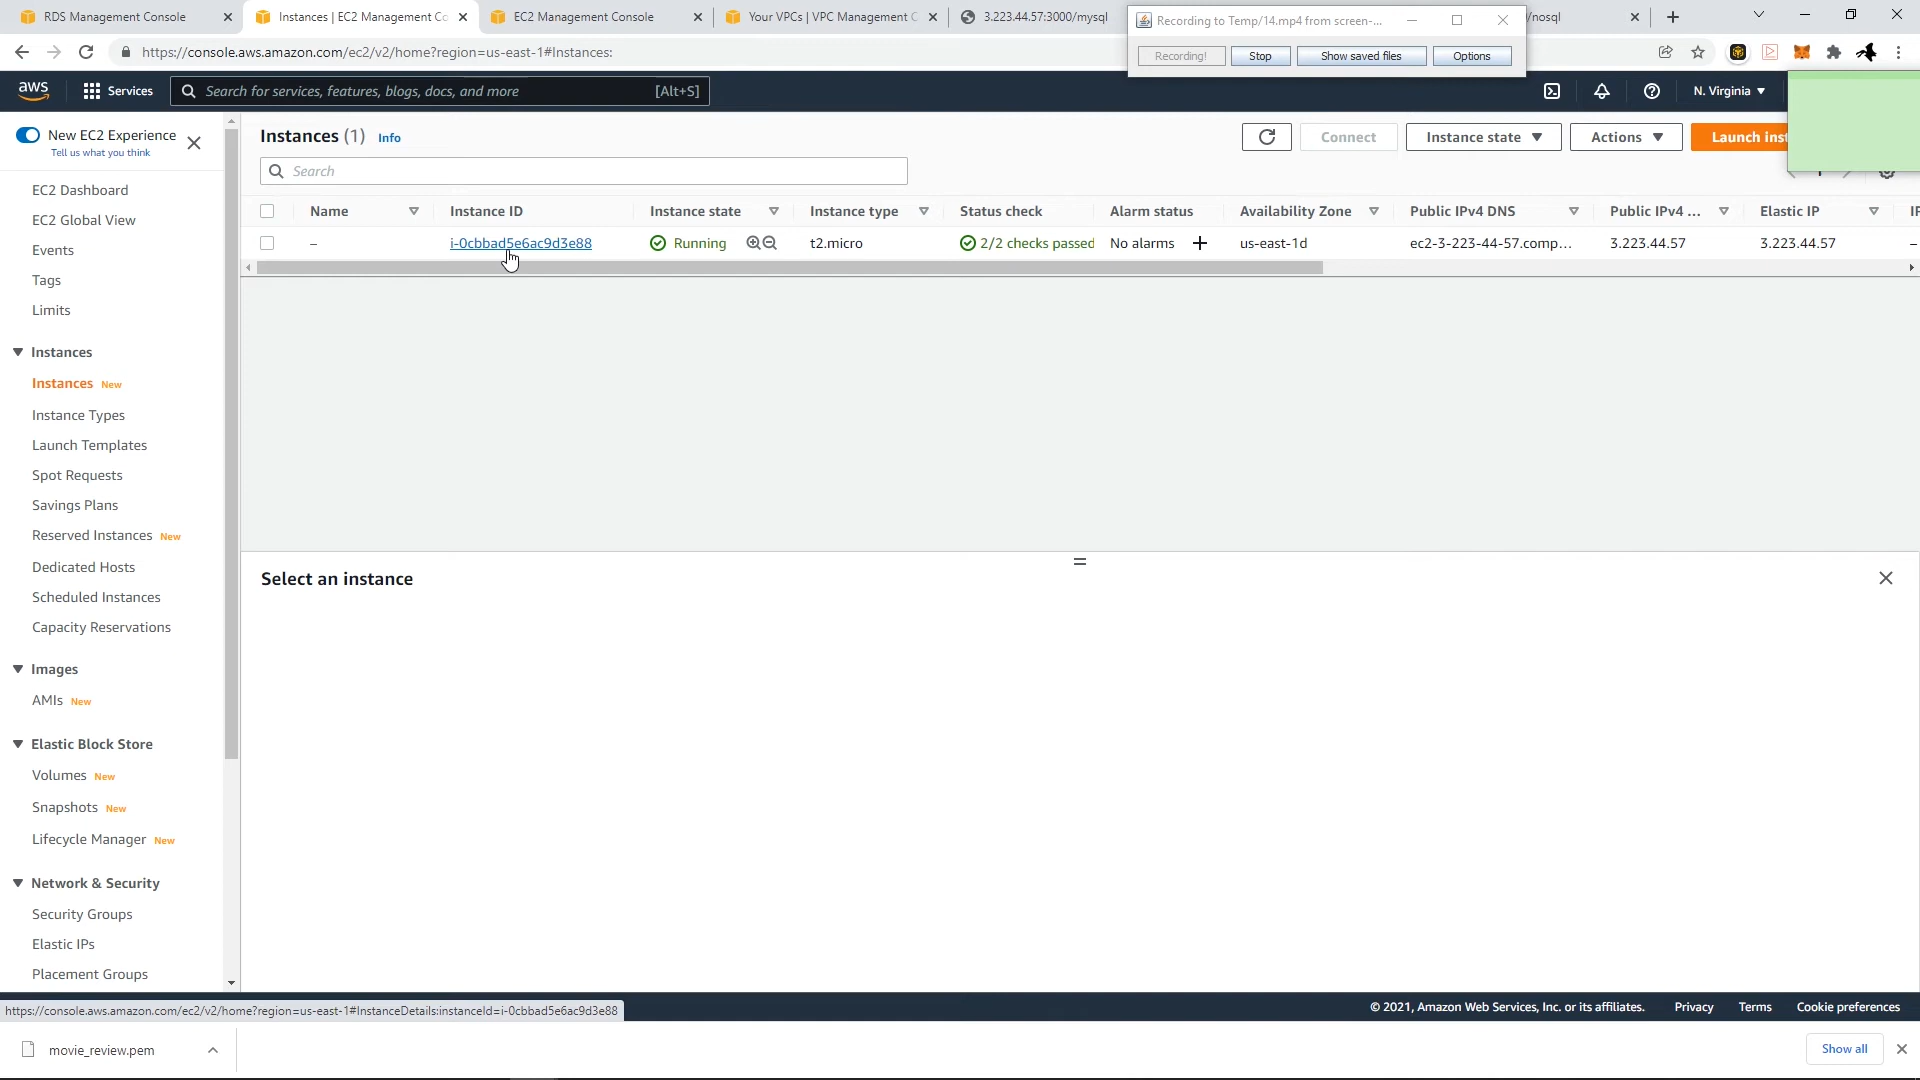 RDS Management Console
Instances | EC2 Management Co
EC2 Management Console
Your VPCs | VPC Management C
3.223.44.57:3000/mysql
Recording to Temp/14.mp4 from screen-...
/nosql
https://console.aws.amazon.com/ec2/v2/home?region=us-east-1#Instances:
Recording!
Stop
Show saved files
Options
aws
Services
Search for services, features, blogs, docs, and more
[Alt+S]
N. Virginia
New EC2 Experience
Tell us what you think
EC2 Dashboard
EC2 Global View
Events
Tags
Limits
Instances
Instances New
Instance Types
Launch Templates
Spot Requests
Savings Plans
Reserved Instances New
Dedicated Hosts
Scheduled Instances
Capacity Reservations
Images
AMIs New
Elastic Block Store
Volumes New
Snapshots New
Lifecycle Manager New
Network & Security
Security Groups
Elastic IPs
Placement Groups
Instances (1) Info
Connect
Instance state
Actions
Launch inst
Search
Name Instance ID Instance state Instance type Status check Alarm status Availability Zone Public IPv4 DNS Public IPv4 ... Elastic IP IP
– i-0cbbad5e6ac9d3e88 Running t2.micro 2/2 checks passed No alarms + us-east-1d ec2-3-223-44-57.comp... 3.223.44.57 3.223.44.57 –
Select an instance
https://console.aws.amazon.com/ec2/v2/home?region=us-east-1#InstanceDetails:instanceId=i-0cbbad5e6ac9d3e88
© 2021, Amazon Web Services, Inc. or its affiliates. Privacy Terms Cookie preferences
movie_review.pem
Show all